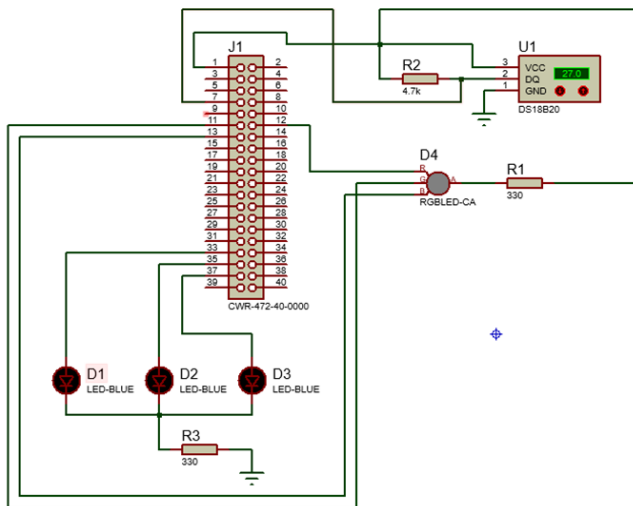 J1
1 2
3 4
5 6
7 8
9 10
11 12
13 14
15 16
17 18
19 20
21 22
23 24
25 26
27 28
29 30
31 32
33 34
35 36
37 38
39 40
CWR-472-40-0000
R2
4.7k
U1
3 VCC
2 DQ
1 GND
27.0
DS18B20
D4
R
G
B
A
RGBLED-CA
R1
330
D1
LED-BLUE
D2
LED-BLUE
D3
LED-BLUE
R3
330